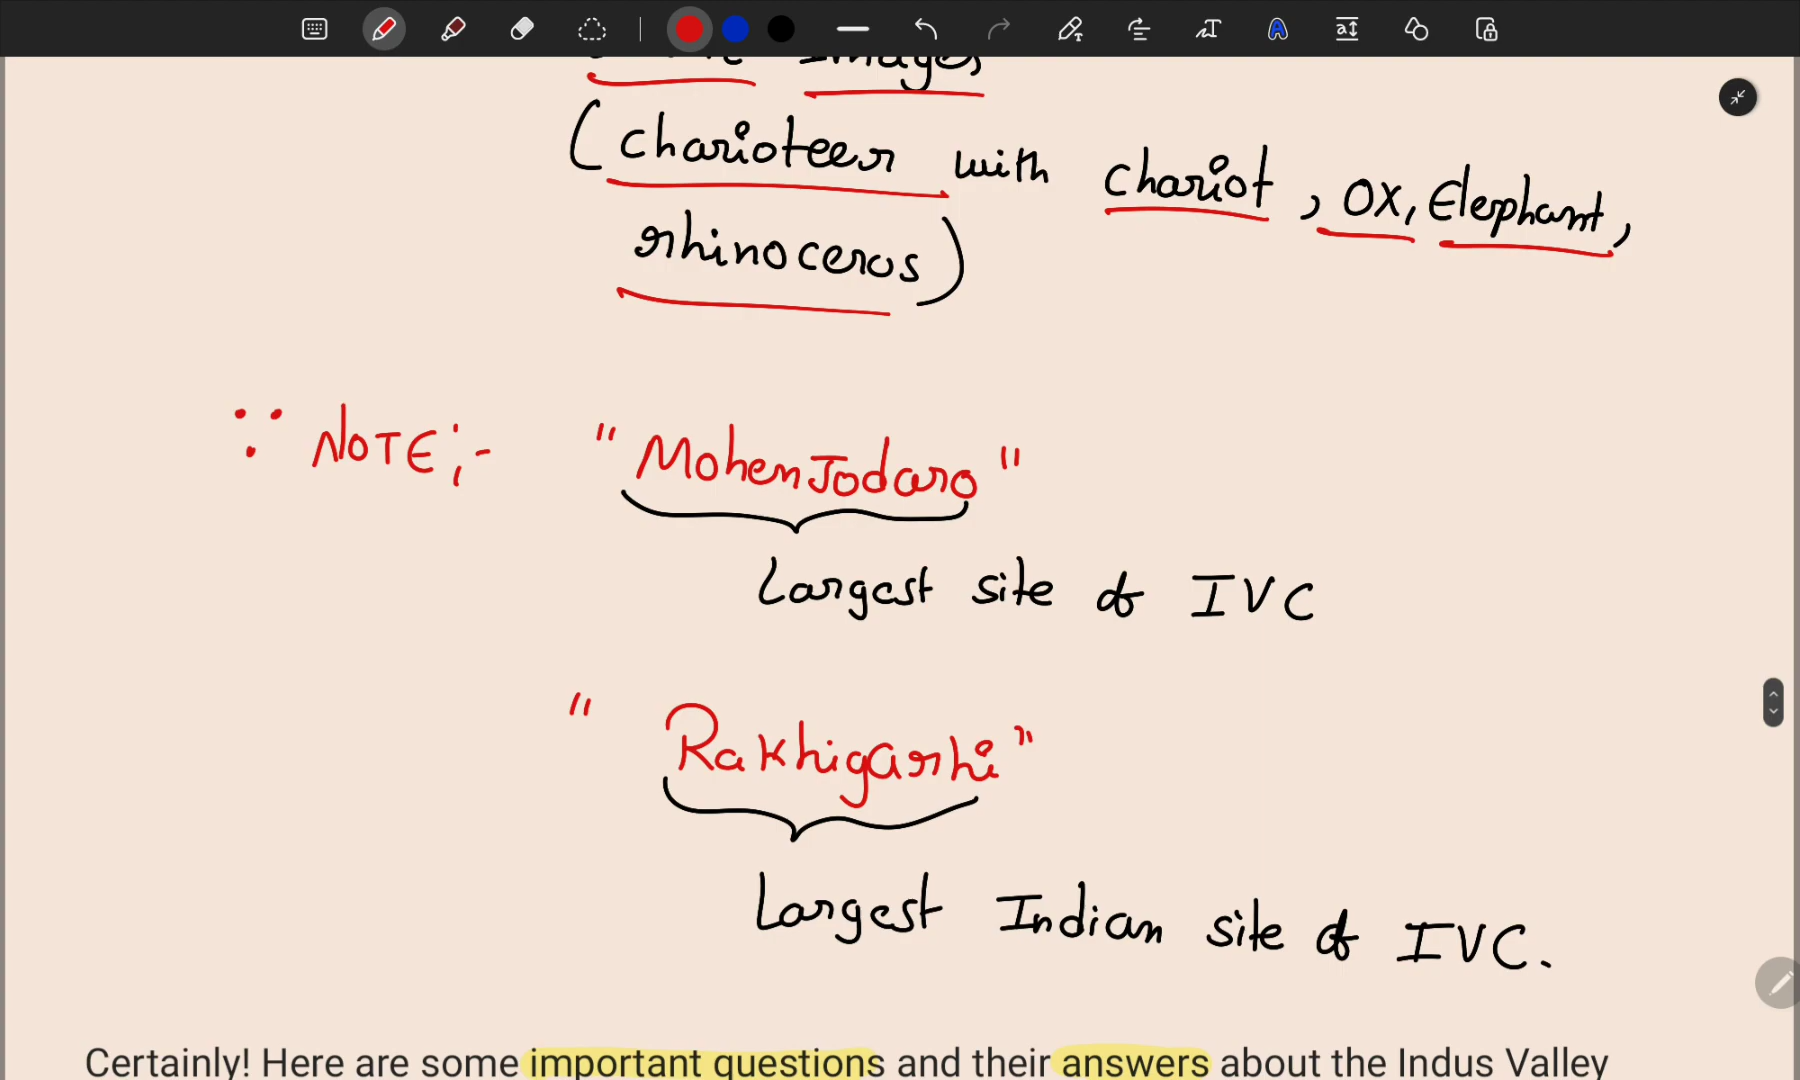 Images
(charioteer with chariot, OX, Elephant,
rhinoceros)
∵ NOTE:- "MohenJodaro"
Largest site of IVC
"Rakhigarhi"
Largest Indian site of IVC.
Certainly! Here are some important questions and their answers about the Indus Valley